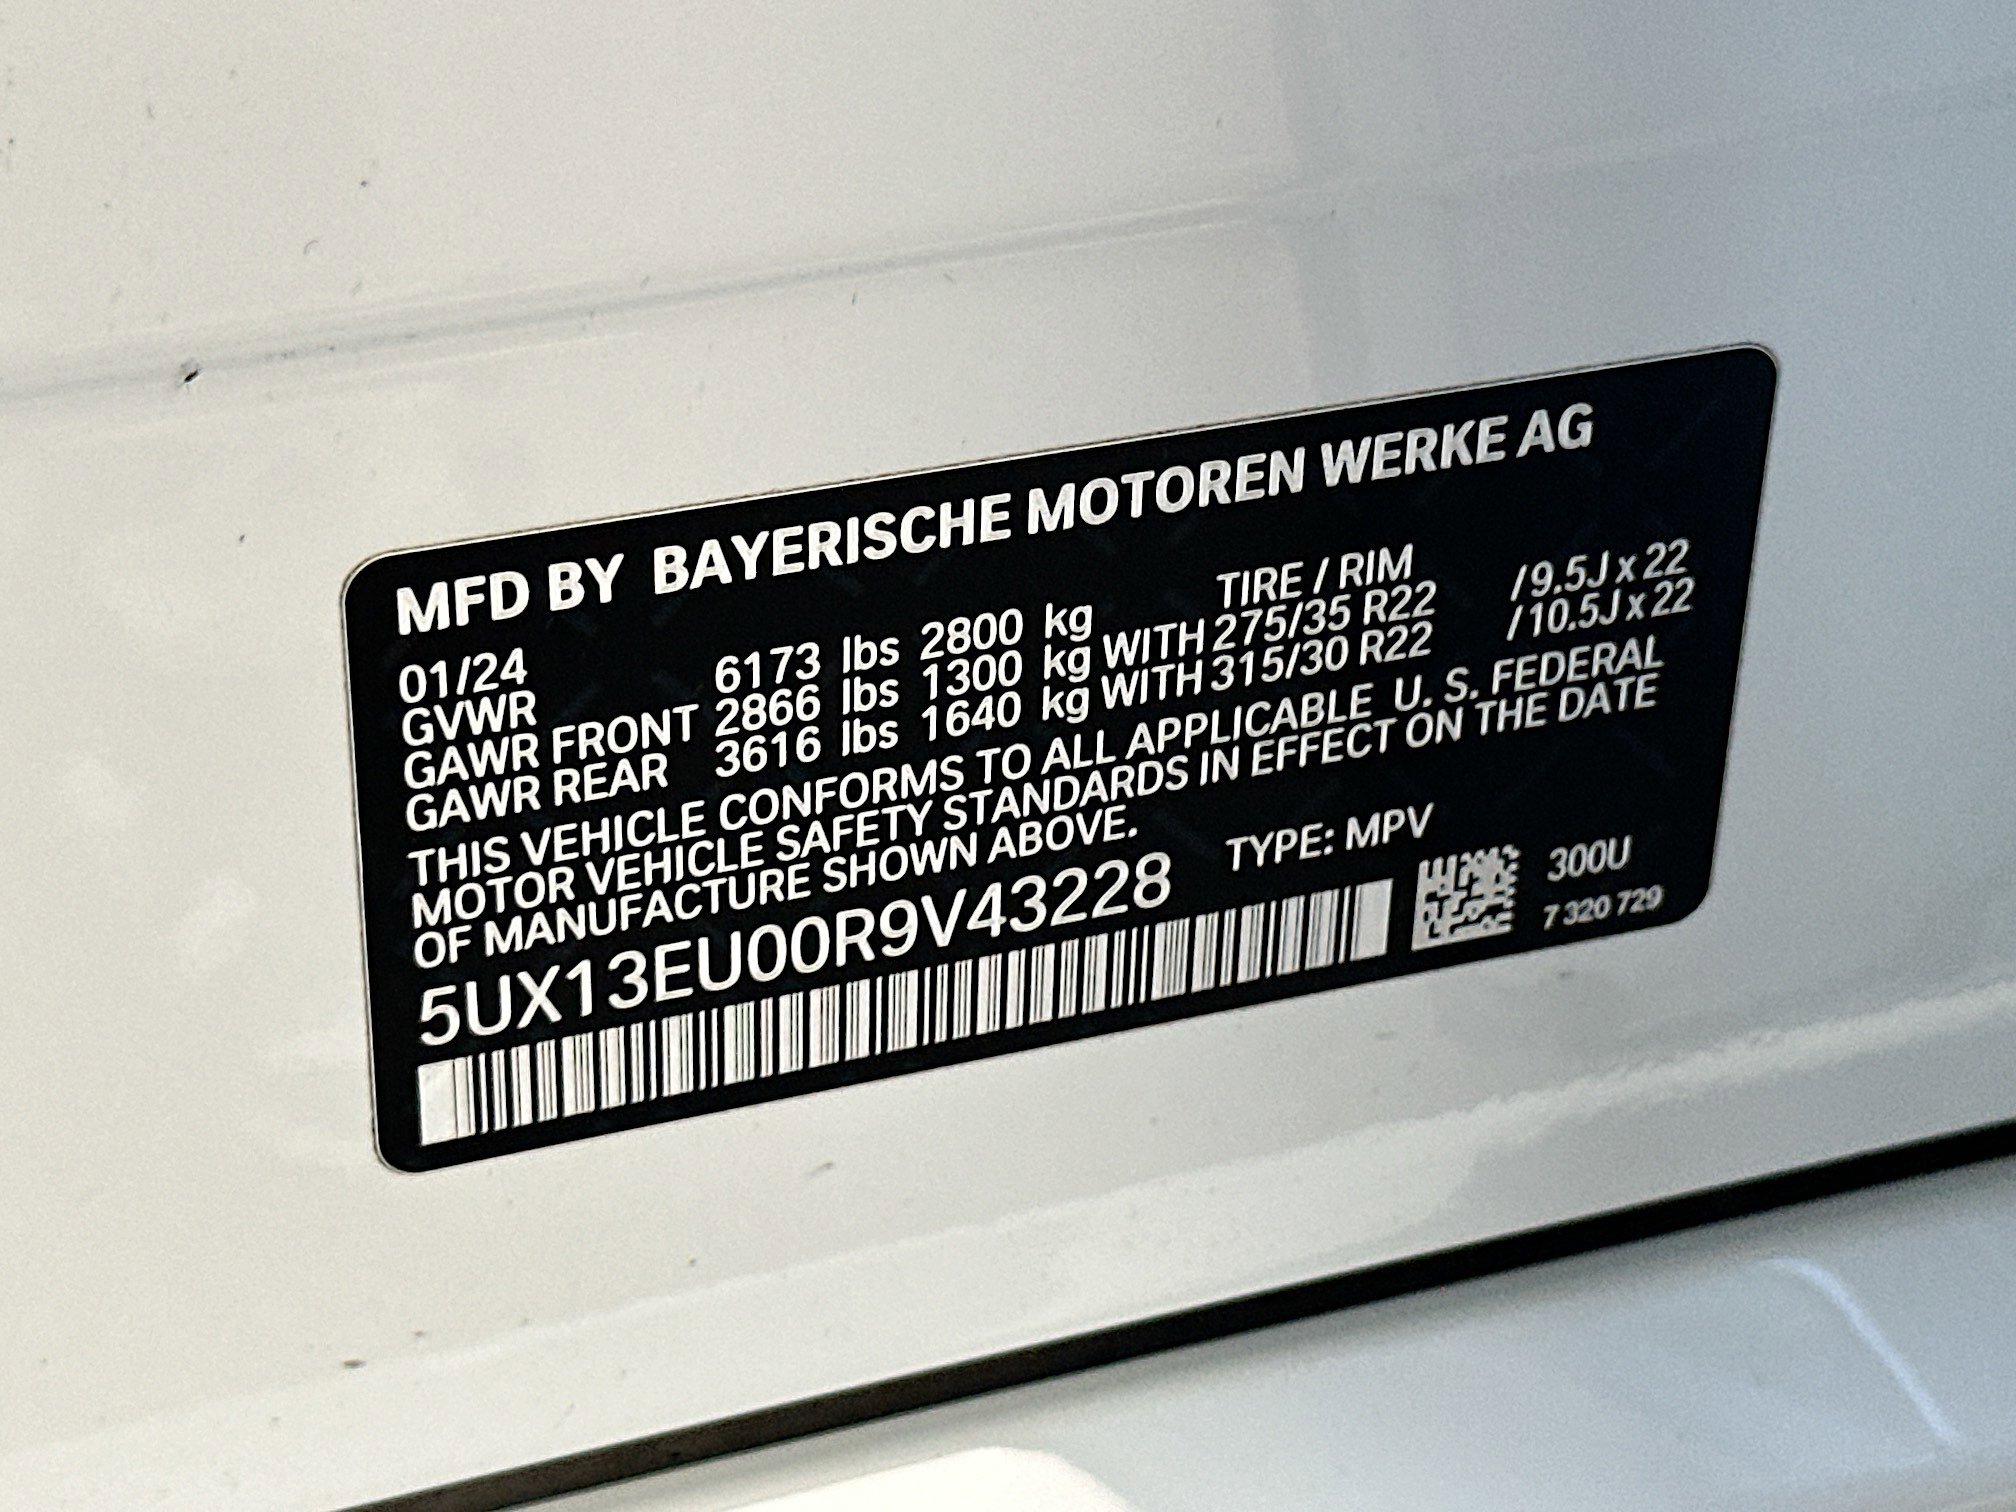 MFD BY BAYERISCHE MOTOREN WERKE AG
01/24 TIRE / RIM
GVWR 6173 lbs 2800 kg
GAWR FRONT 2866 lbs 1300 kg WITH 275/35 R22 /9.5J x 22
GAWR REAR 3616 lbs 1640 kg WITH 315/30 R22 /10.5J x 22
THIS VEHICLE CONFORMS TO ALL APPLICABLE U. S. FEDERAL
MOTOR VEHICLE SAFETY STANDARDS IN EFFECT ON THE DATE
OF MANUFACTURE SHOWN ABOVE.
5UX13EU00R9V43228 TYPE: MPV
300U
7 320 729